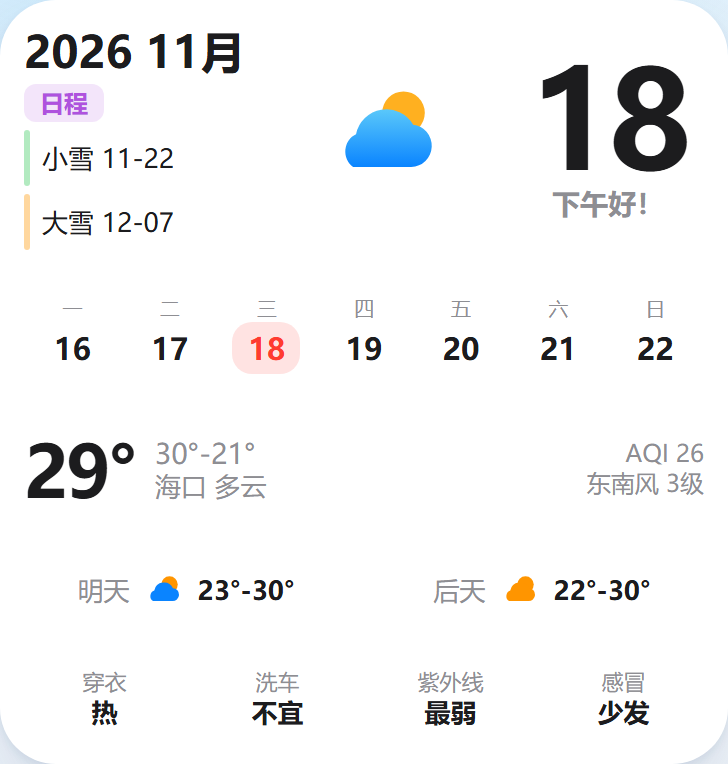 2026 11月
日程
小雪 11-22
大雪 12-07
18
下午好!
一 二 三 四 五 六 日
16 17 18 19 20 21 22
29°
30°-21°
海口 多云
AQI 26
东南风 3级
明天 23°-30°
后天 22°-30°
穿衣 洗车 紫外线 感冒
热 不宜 最弱 少发